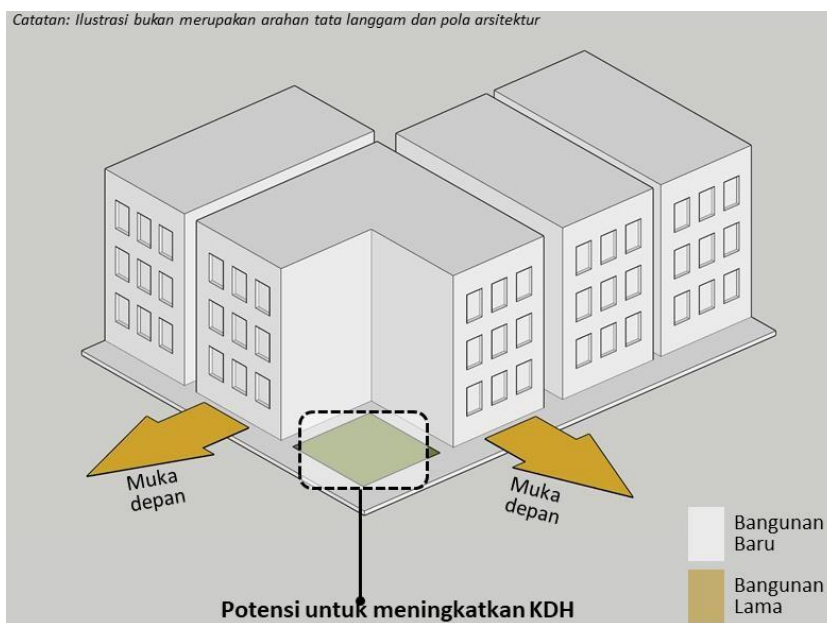 Catatan: Ilustrasi bukan merupakan arahan tata langgam dan pola arsitektur
Muka
depan
Muka
depan
Bangunan
Baru
Bangunan
Lama
Potensi untuk meningkatkan KDH